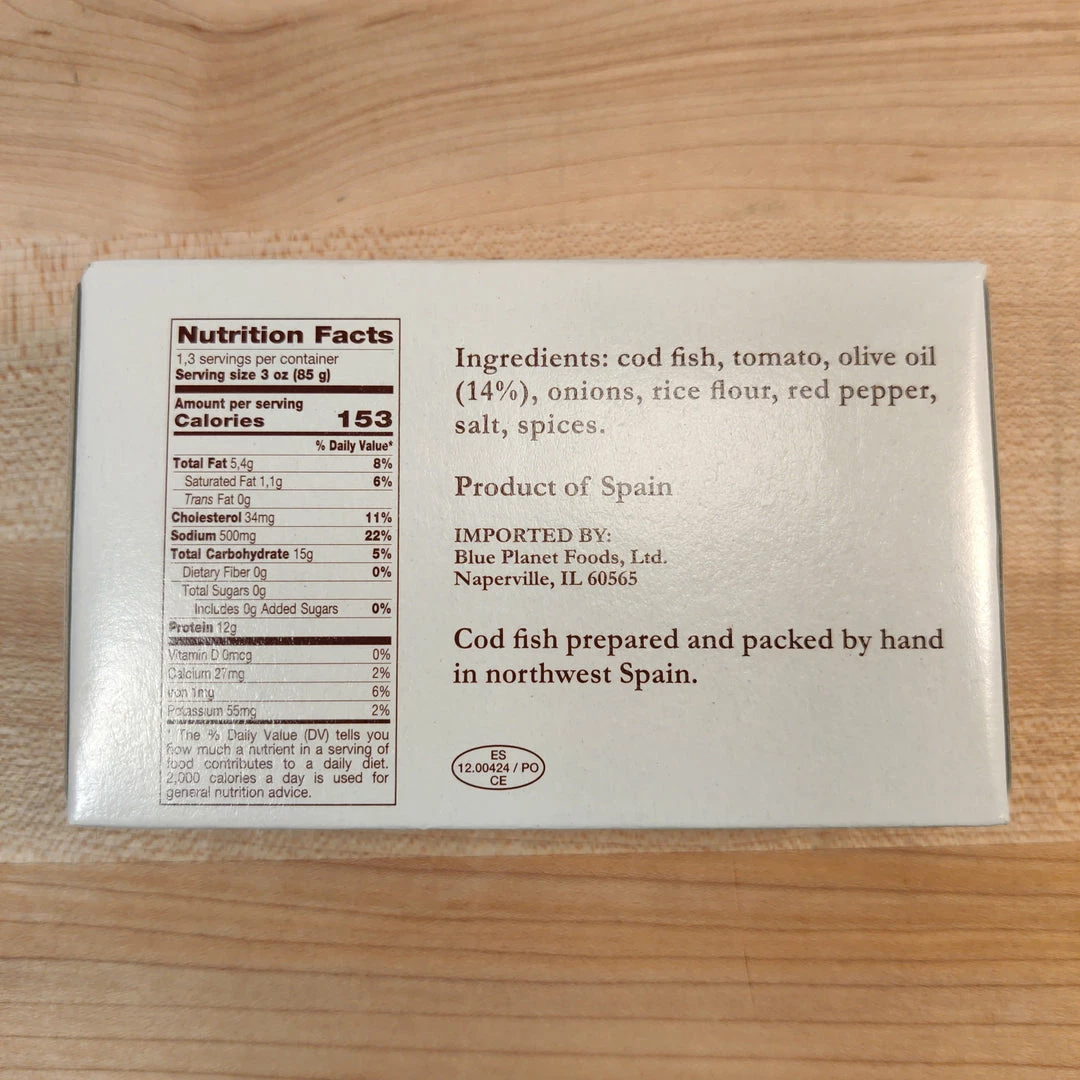 Nutrition Facts
1,3 servings per container
Serving size 3 oz (85 g)
Amount per serving
Calories 153
% Daily Value*
Total Fat 5,4g 8%
Saturated Fat 1,1g 6%
Trans Fat 0g
Cholesterol 34mg 11%
Sodium 500mg 22%
Total Carbohydrate 15g 5%
Dietary Fiber 0g 0%
Total Sugars 0g
Includes 0g Added Sugars 0%
Protein 12g
Vitamin D 0mcg 0%
Calcium 27mg 2%
Iron 1mg 6%
Potassium 55mg 2%
* The % Daily Value (DV) tells you
how much a nutrient in a serving of
food contributes to a daily diet.
2,000 calories a day is used for
general nutrition advice.
Ingredients: cod fish, tomato, olive oil
(14%), onions, rice flour, red pepper,
salt, spices.
Product of Spain
IMPORTED BY:
Blue Planet Foods, Ltd.
Naperville, IL 60565
Cod fish prepared and packed by hand
in northwest Spain.
ES
12.00424 / PO
CE